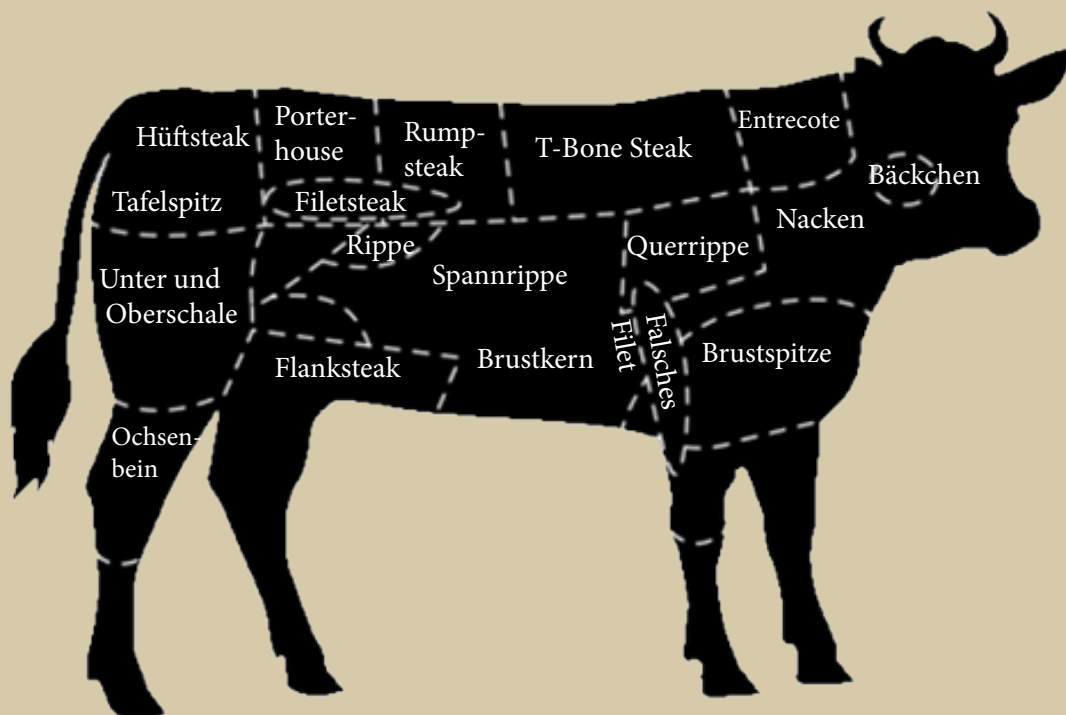 Hüftsteak
Porter-
house
Rump-
steak
T-Bone Steak
Entrecote
Bäckchen
Tafelspitz
Filetsteak
Nacken
Rippe
Querrippe
Spannrippe
Unter und
Oberschale
Flanksteak
Brustkern
Filet
Falsches
Brustspitze
Ochsen-
bein